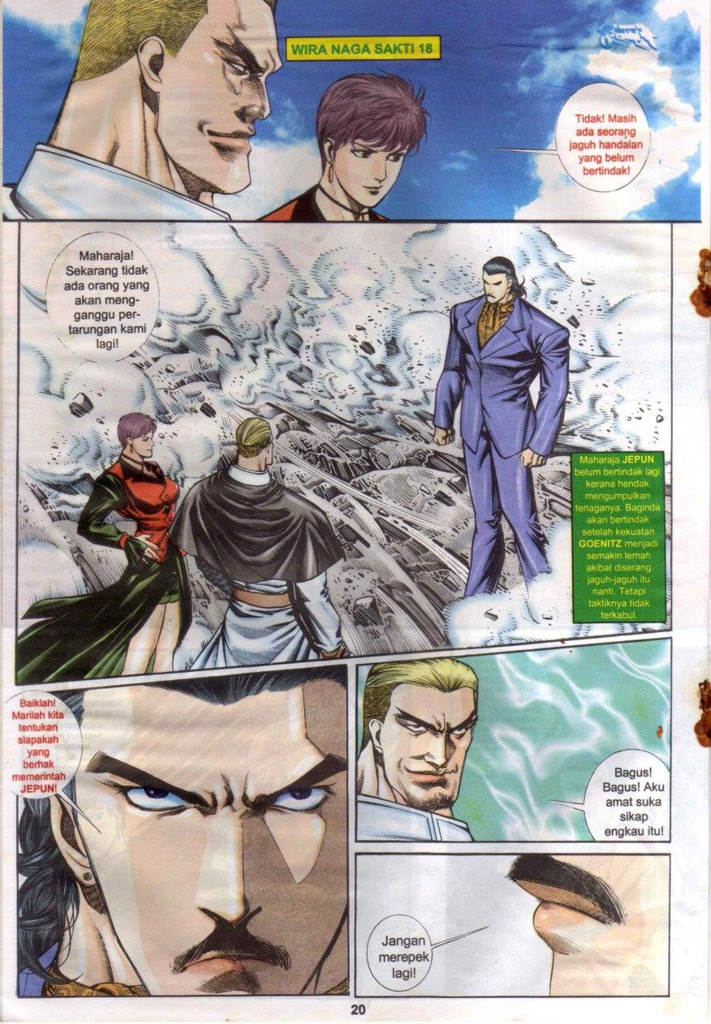 WIRA NAGA SAKTI 18
Tidak! Masih
ada seorang
jaguh handalan
yang belum
bertindak!
Maharaja!
Sekarang tidak
ada orang yang
akan meng-
ganggu per-
tarungan kami
lagi!
Maharaja JEPUN
belum bertindak lagi
kerana hendak
mengumpulkan
tenaganya. Baginda
akan bertindak
setelah kekuatan
GOENITZ menjadi
semakin lemah
akibat diserang
jaguh-jaguh itu
nanti. Tetapi
taktiknya tidak
terkabul.
Baiklah!
Marilah kita
tentukan
siapakah
yang
berhak
memerintah
JEPUN!
Bagus!
Bagus! Aku
amat suka
sikap
engkau itu!
Jangan
merepek
lagi!
20